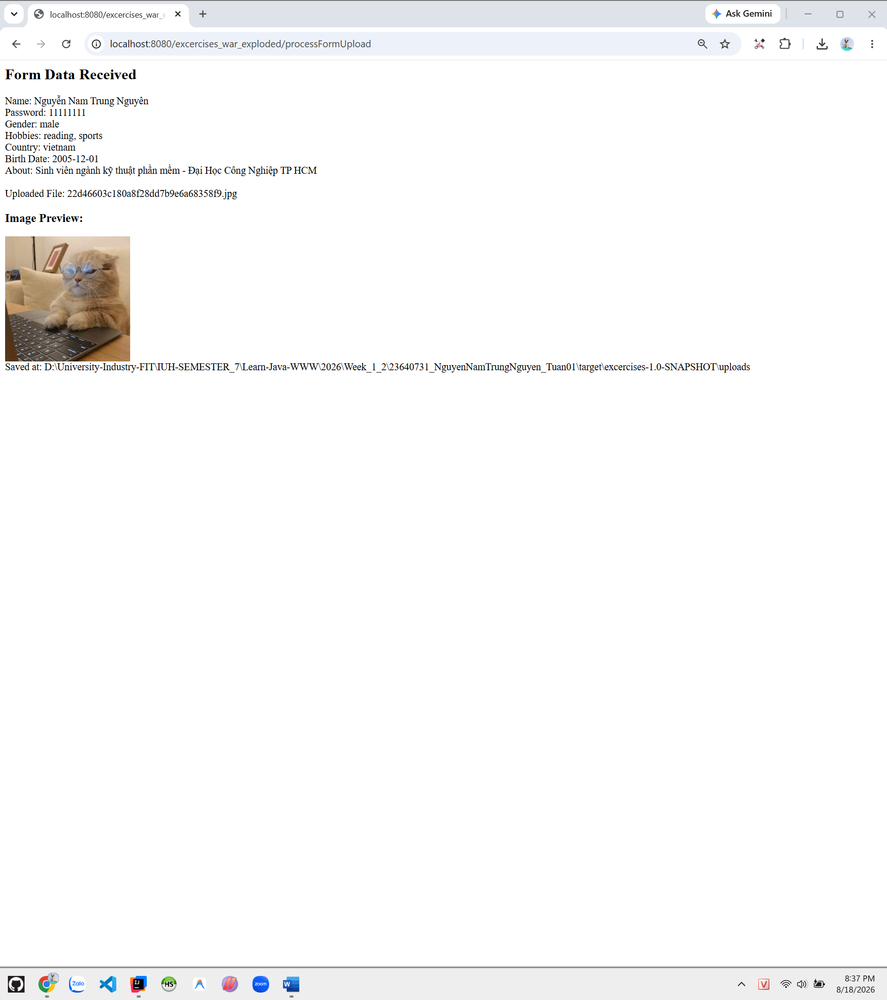 localhost:8080/excercises_war_e
Ask Gemini
localhost:8080/excercises_war_exploded/processFormUpload
Form Data Received
Name: Nguyễn Nam Trung Nguyên
Password: 11111111
Gender: male
Hobbies: reading, sports
Country: vietnam
Birth Date: 2005-12-01
About: Sinh viên ngành kỹ thuật phần mềm - Đại Học Công Nghiệp TP HCM
Uploaded File: 22d46603c180a8f28dd7b9e6a68358f9.jpg
Image Preview:
Saved at: D:\University-Industry-FIT\IUH-SEMESTER_7\Learn-Java-WWW\2026\Week_1_2\23640731_NguyenNamTrungNguyen_Tuan01\target\excercises-1.0-SNAPSHOT\uploads
Zalo
IJ
HS
zoom
W
V
8:37 PM
8/18/2026